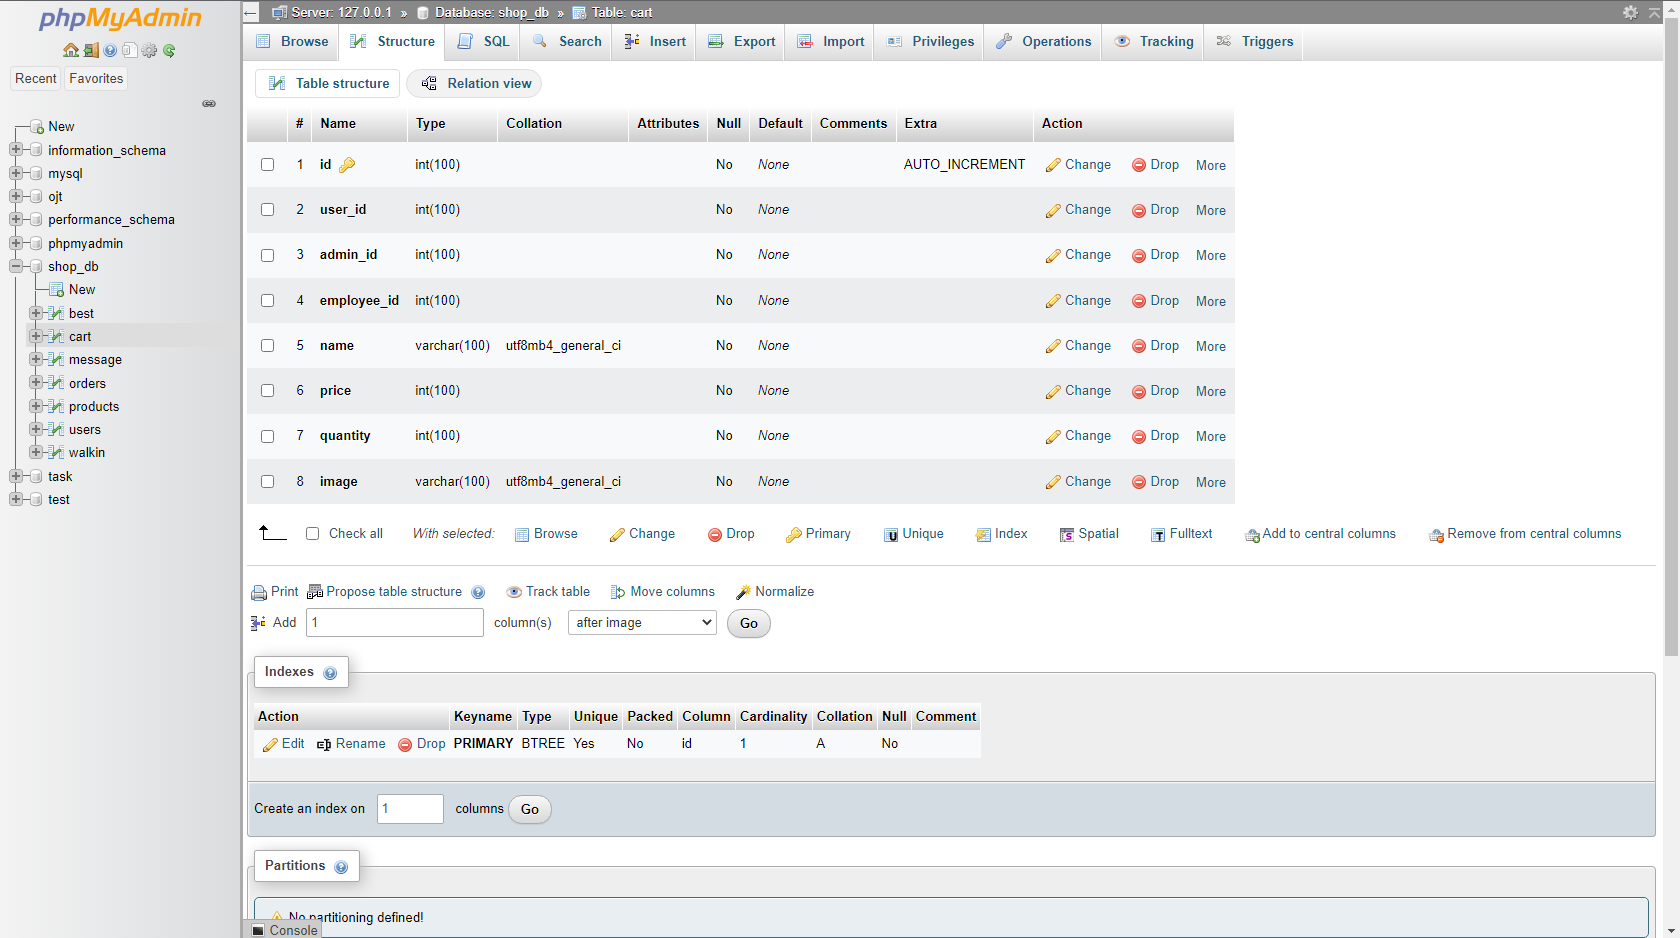 phpMyAdmin
Recent Favorites
New
information_schema
mysql
ojt
performance_schema
phpmyadmin
shop_db
New
best
cart
message
orders
products
users
walkin
task
test
Server: 127.0.0.1 » Database: shop_db » Table: cart
Browse Structure SQL Search Insert Export Import Privileges Operations Tracking Triggers
Table structure Relation view
# Name Type Collation Attributes Null Default Comments Extra Action
1 id int(100) No None AUTO_INCREMENT Change Drop More
2 user_id int(100) No None Change Drop More
3 admin_id int(100) No None Change Drop More
4 employee_id int(100) No None Change Drop More
5 name varchar(100) utf8mb4_general_ci No None Change Drop More
6 price int(100) No None Change Drop More
7 quantity int(100) No None Change Drop More
8 image varchar(100) utf8mb4_general_ci No None Change Drop More
Check all With selected: Browse Change Drop Primary Unique Index Spatial Fulltext Add to central columns Remove from central columns
Print Propose table structure Track table Move columns Normalize
Add 1 column(s) after image Go
Indexes
Action Keyname Type Unique Packed Column Cardinality Collation Null Comment
Edit Rename Drop PRIMARY BTREE Yes No id 1 A No
Create an index on 1 columns Go
Partitions
No partitioning defined!
Console